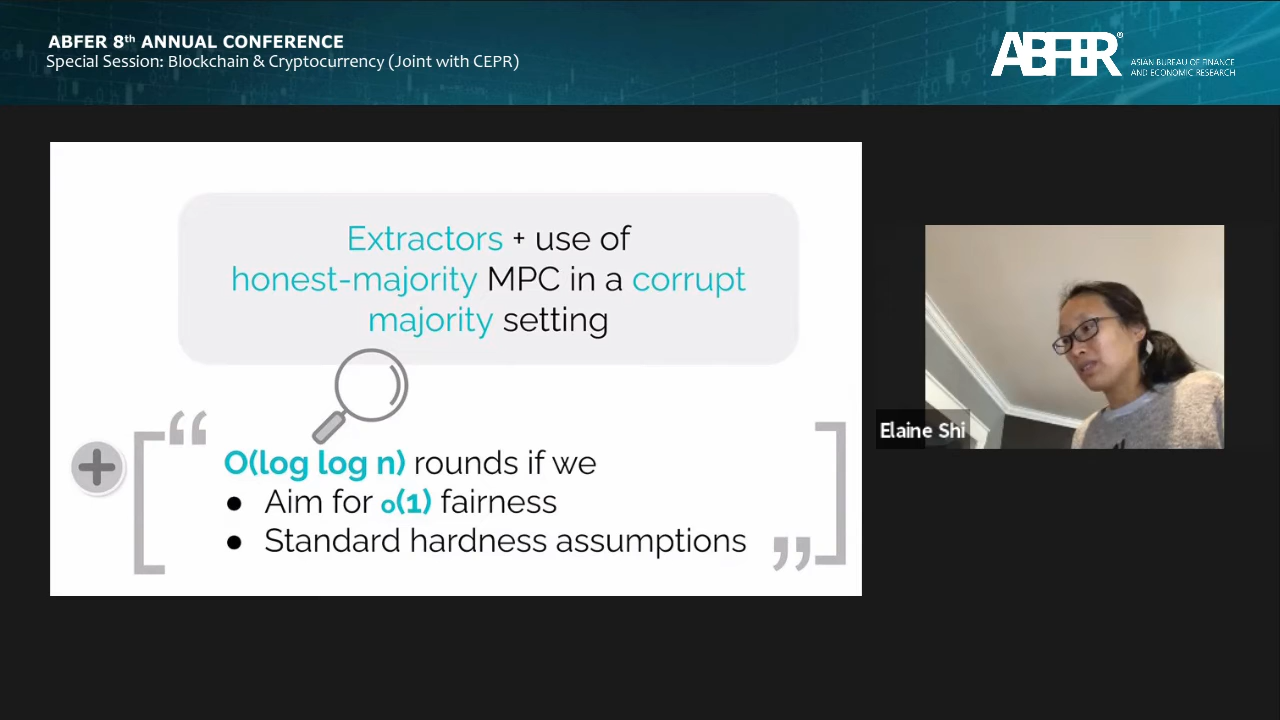 ABFER 8th ANNUAL CONFERENCE
Special Session: Blockchain & Cryptocurrency (Joint with CEPR)
ABFER®
ASIAN BUREAU OF FINANCE
AND ECONOMIC RESEARCH
Extractors + use of
honest-majority MPC in a corrupt
majority setting
“
O(log log n) rounds if we
● Aim for o(1) fairness
● Standard hardness assumptions
”
Elaine Shi